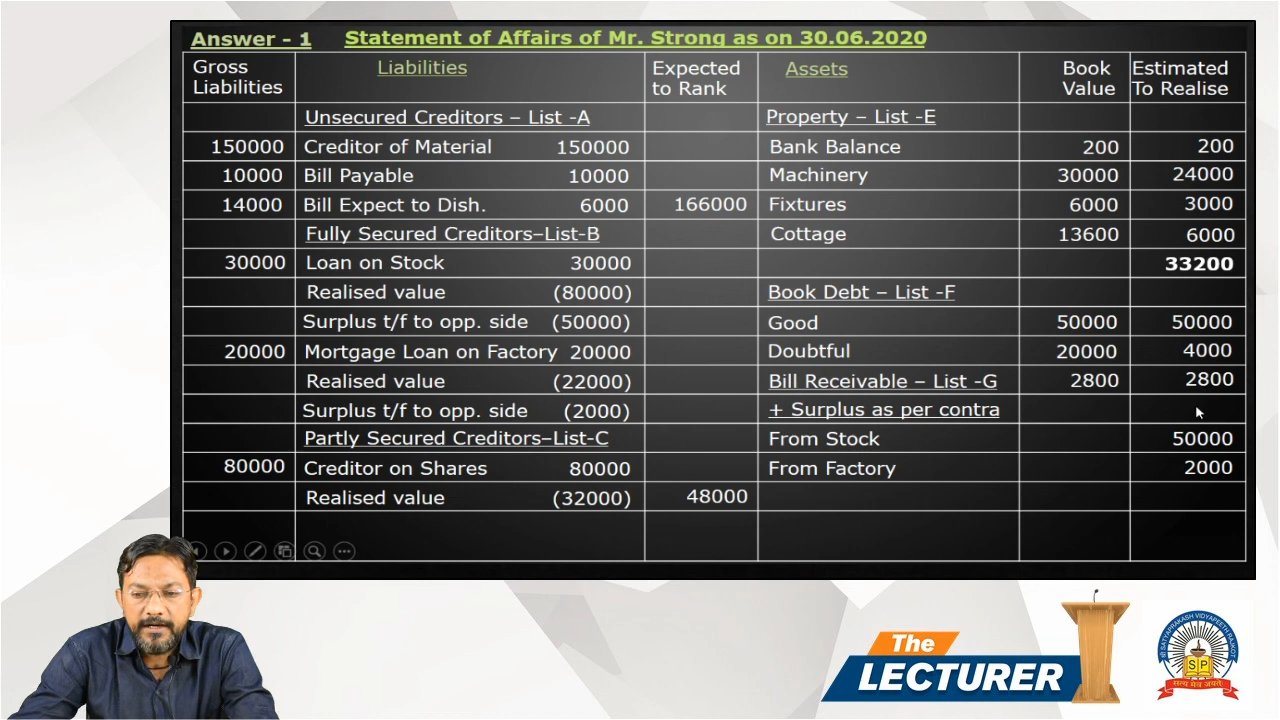 Answer - 1 Statement of Affairs of Mr. Strong as on 30.06.2020
Gross Liabilities Liabilities Expected to Rank Assets Book Value Estimated To Realise
Unsecured Creditors – List -A Property – List -E
150000 Creditor of Material 150000 Bank Balance 200 200
10000 Bill Payable 10000 Machinery 30000 24000
14000 Bill Expect to Dish. 6000 166000 Fixtures 6000 3000
Fully Secured Creditors–List-B Cottage 13600 6000
30000 Loan on Stock 30000 33200
Realised value (80000) Book Debt – List -F
Surplus t/f to opp. side (50000) Good 50000 50000
20000 Mortgage Loan on Factory 20000 Doubtful 20000 4000
Realised value (22000) Bill Receivable – List -G 2800 2800
Surplus t/f to opp. side (2000) + Surplus as per contra
Partly Secured Creditors–List-C From Stock 50000
80000 Creditor on Shares 80000 From Factory 2000
Realised value (32000) 48000
The
LECTURER
SP
सत्य मेव जयते